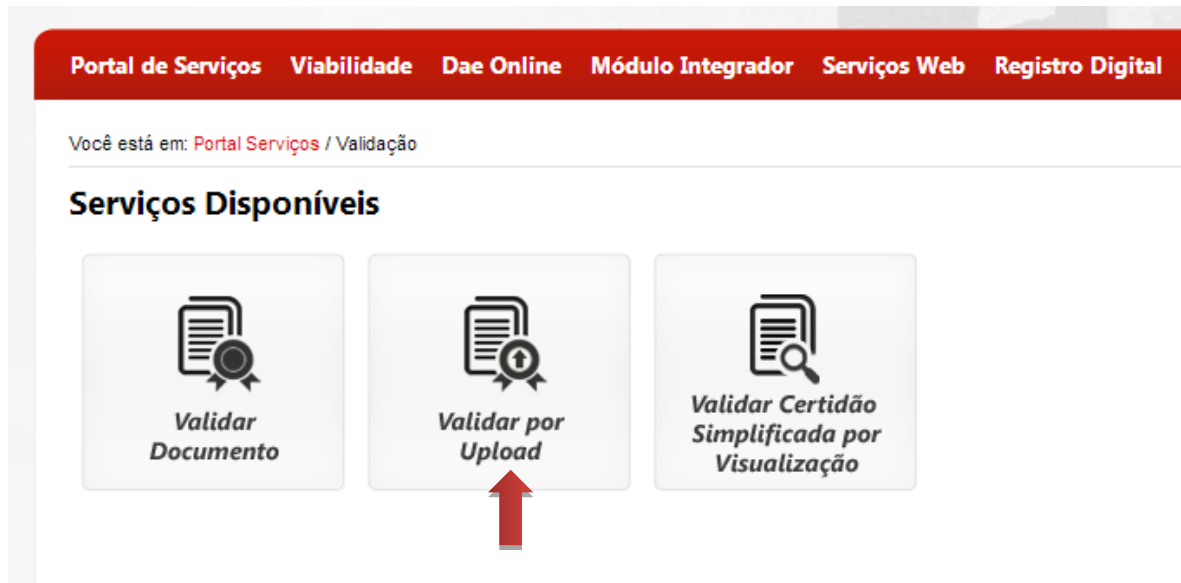 Portal de Serviços Viabilidade Dae Online Módulo Integrador Serviços Web Registro Digital
Você está em: Portal Serviços / Validação
Serviços Disponíveis
Validar
Documento
Validar por
Upload
Validar Certidão
Simplificada por
Visualização